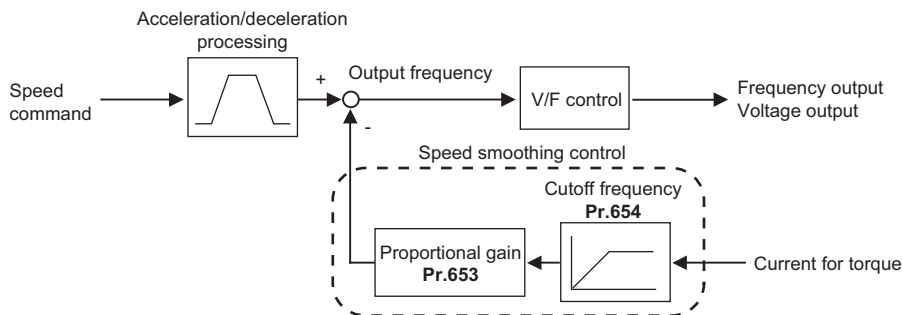 Acceleration/deceleration
processing
Speed
command
+
Output frequency
V/F control
Frequency output
Voltage output
-
Speed smoothing control
Cutoff frequency
Pr.654
Proportional gain
Pr.653
Current for torque